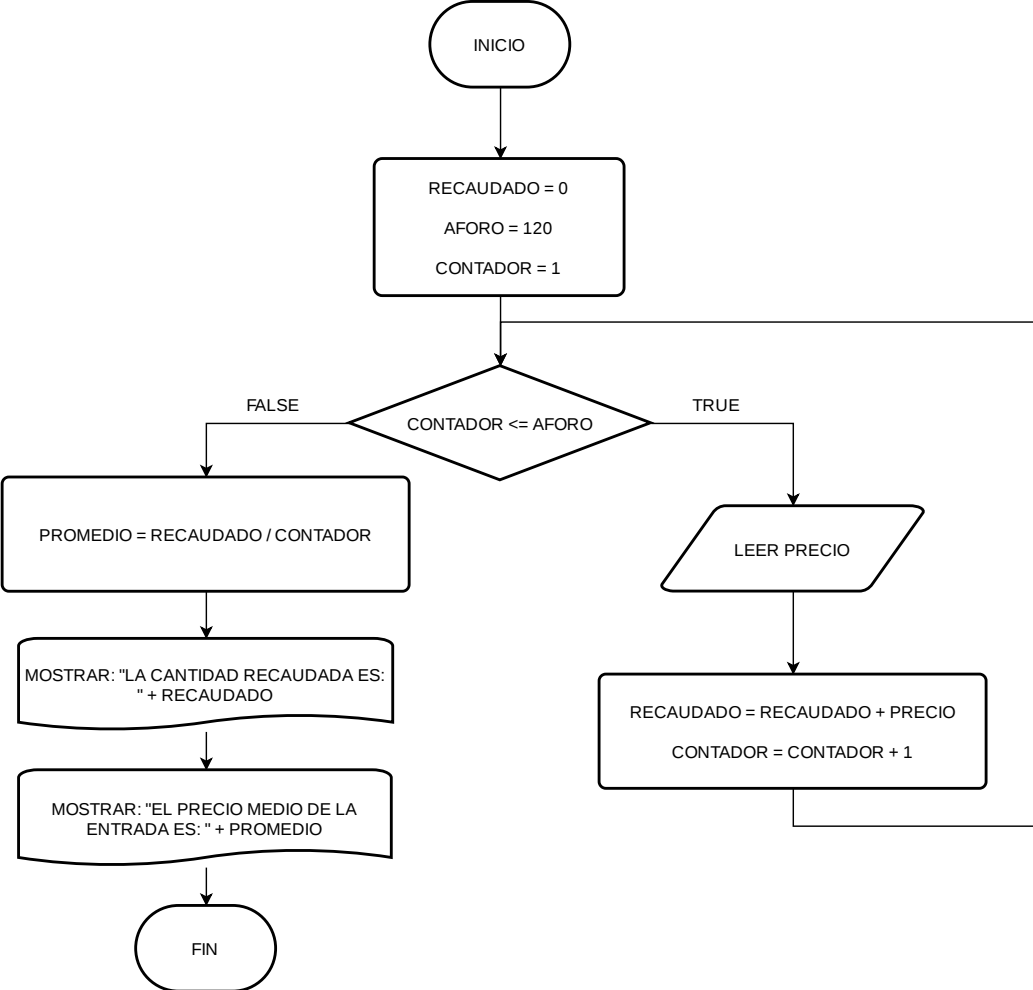 INICIO
RECAUDADO = 0
AFORO = 120
CONTADOR = 1
CONTADOR <= AFORO
FALSE
TRUE
PROMEDIO = RECAUDADO / CONTADOR
MOSTRAR: "LA CANTIDAD RECAUDADA ES:
" + RECAUDADO
MOSTRAR: "EL PRECIO MEDIO DE LA
ENTRADA ES: " + PROMEDIO
FIN
LEER PRECIO
RECAUDADO = RECAUDADO + PRECIO
CONTADOR = CONTADOR + 1